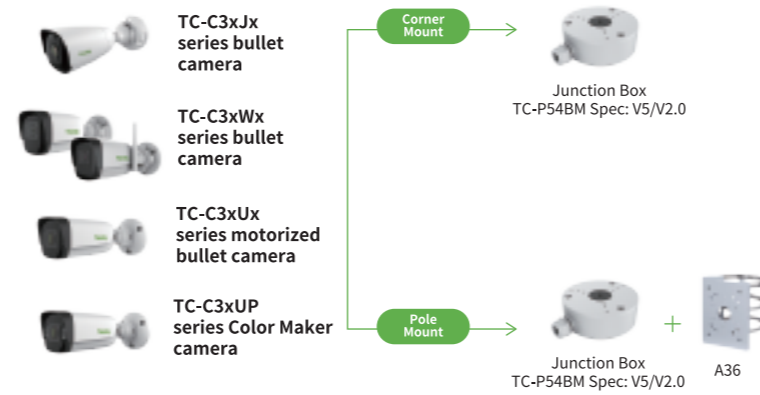 TC-C3xJx
series bullet
camera
TC-C3xWx
series bullet
camera
TC-C3xUx
series motorized
bullet camera
TC-C3xUP
series Color Maker
camera
Corner
Mount
Junction Box
TC-P54BM Spec: V5/V2.0
Pole
Mount
+
Junction Box
TC-P54BM Spec: V5/V2.0
A36